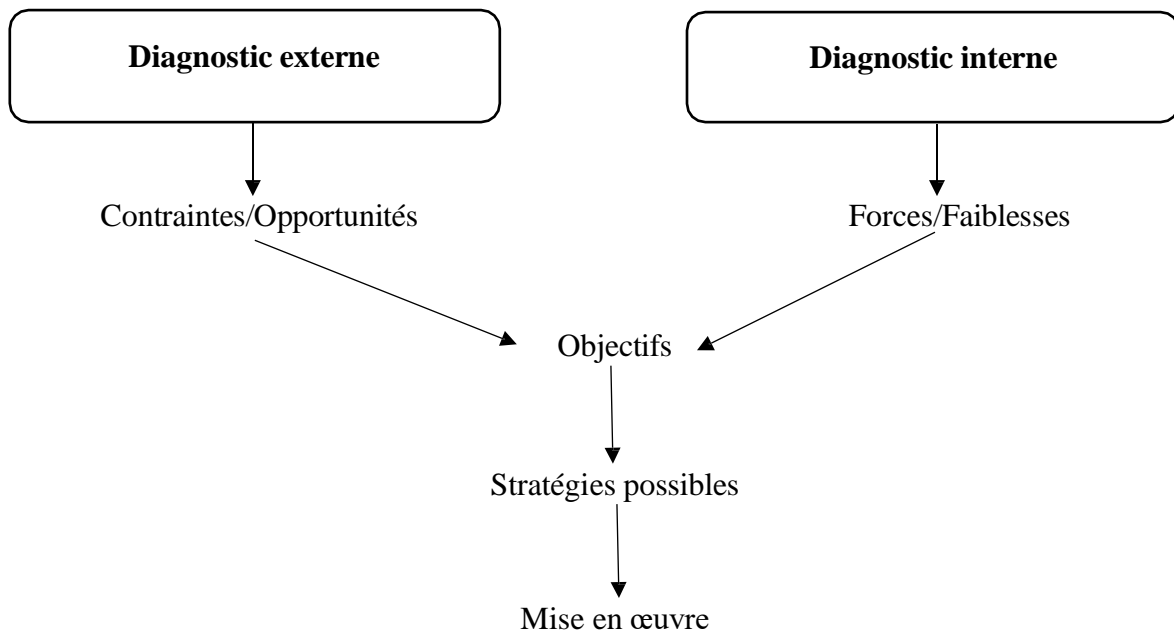 Diagnostic externe
Diagnostic interne
Contraintes/Opportunités
Forces/Faiblesses
Objectifs
Stratégies possibles
Mise en œuvre